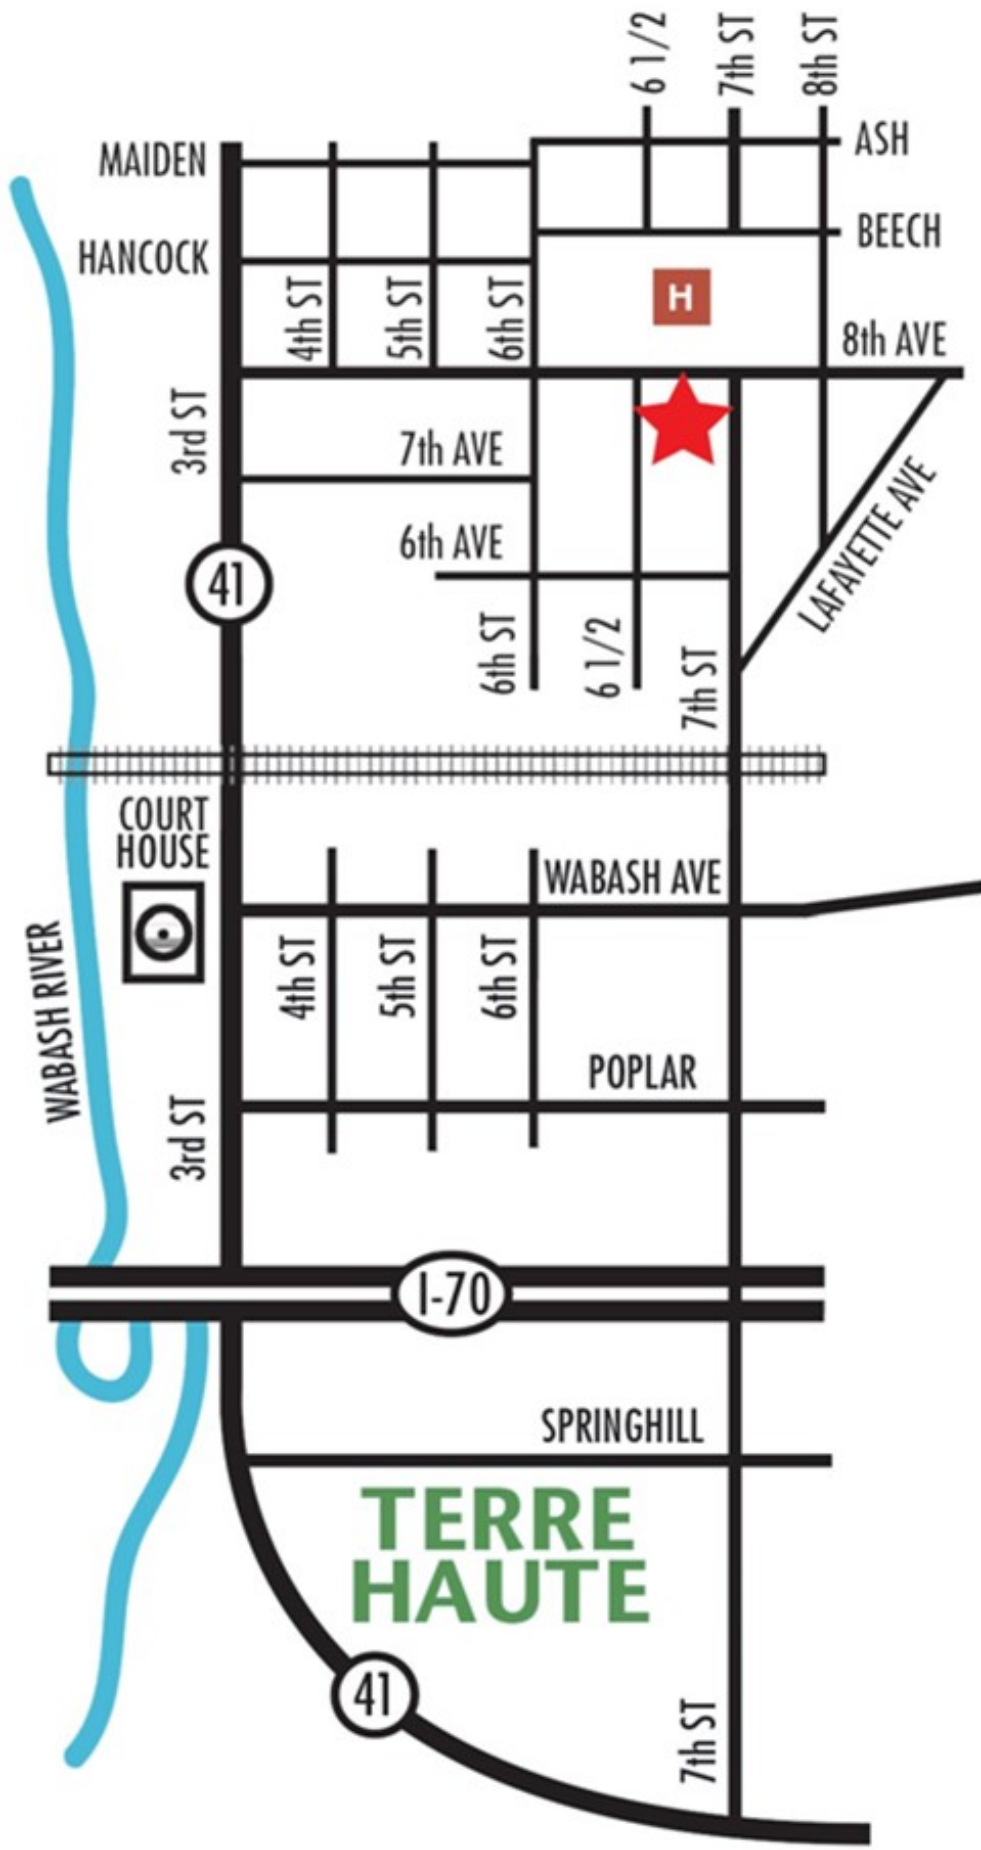 6 1/2
7th ST
8th ST
MAIDEN
ASH
HANCOCK
BEECH
4th ST
5th ST
6th ST
H
8th AVE
3rd ST
7th AVE
6th AVE
LAFAYETTE AVE
41
6th ST
6 1/2
7th ST
COURT
HOUSE
WABASH AVE
WABASH RIVER
4th ST
5th ST
6th ST
POPLAR
3rd ST
I-70
SPRINGHILL
TERRE
HAUTE
41
7th ST